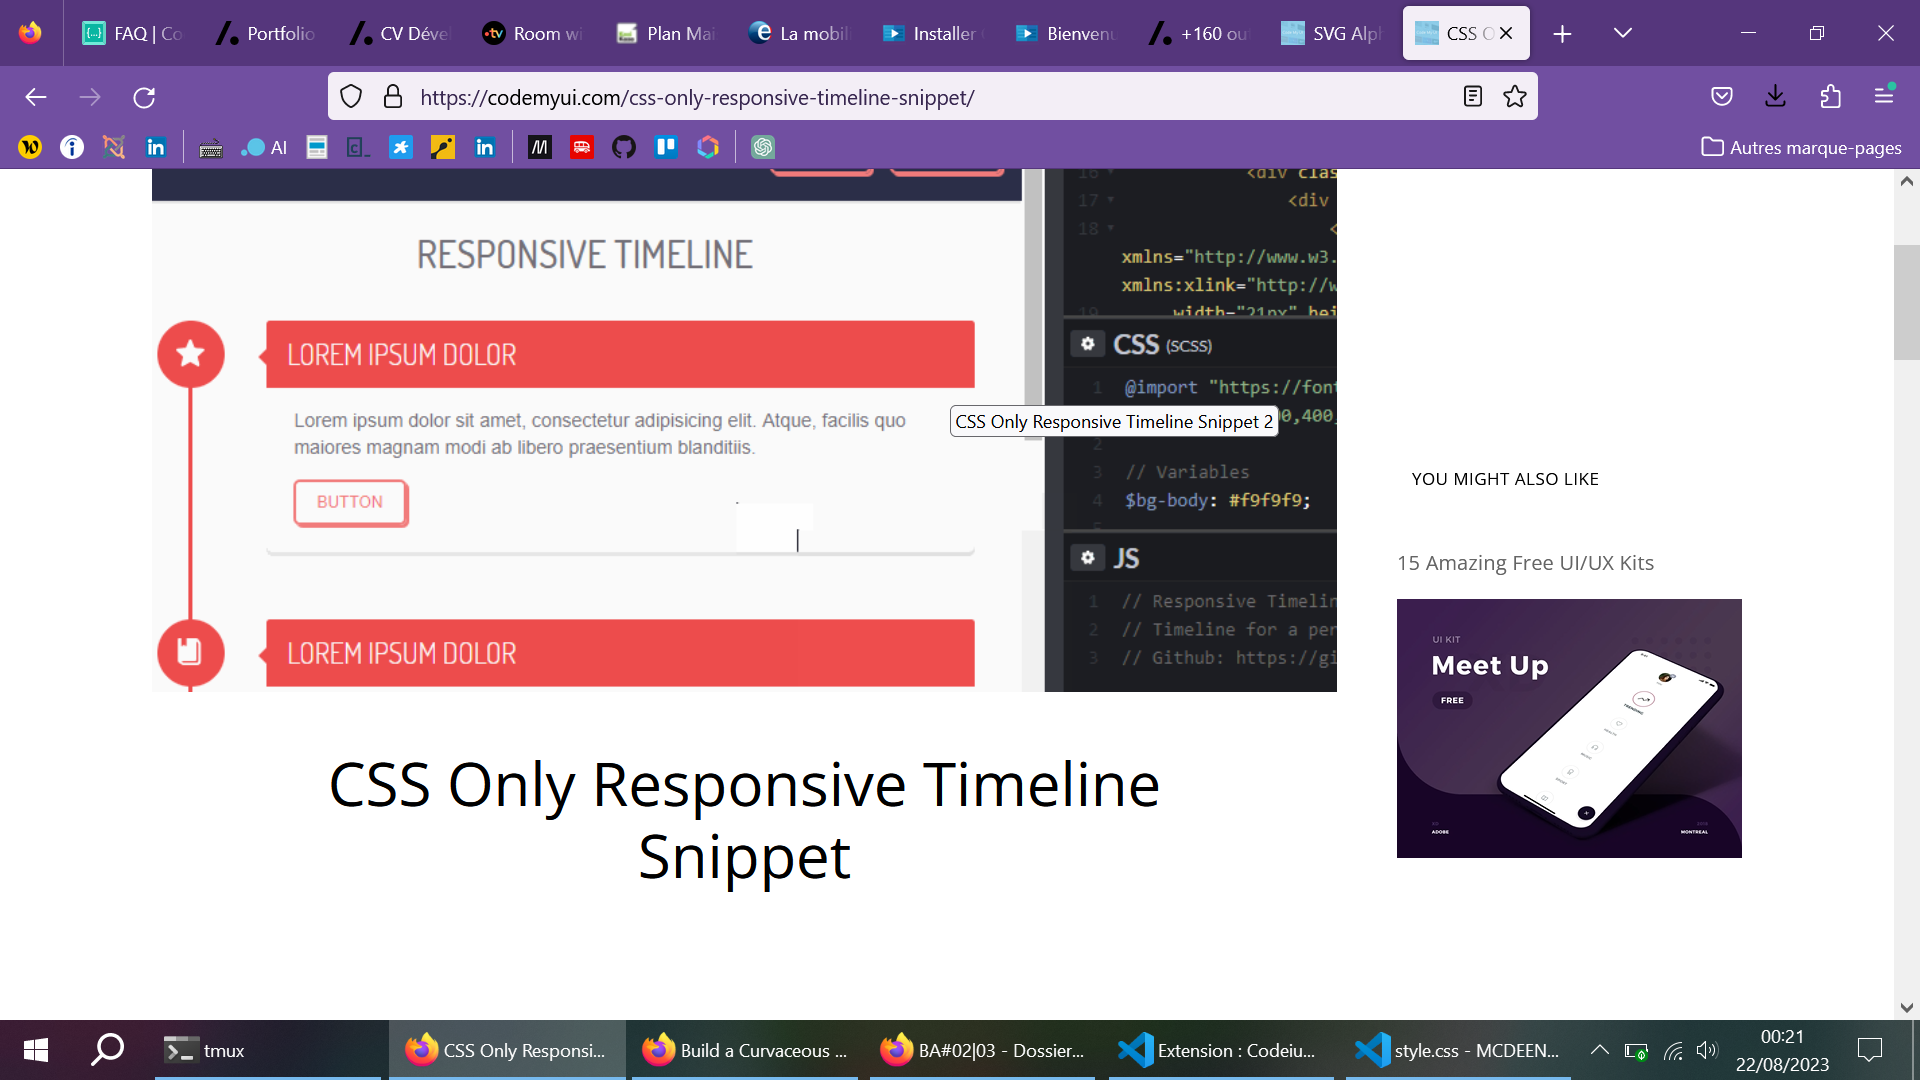 FAQ | Co
Portfolio
CV Dével
Room wi
Plan Mai
La mobili
Installer
Bienvenu
+160 out
SVG Alph
CSS O
https://codemyui.com/css-only-responsive-timeline-snippet/
AI
Autres marque-pages
RESPONSIVE TIMELINE
LOREM IPSUM DOLOR
Lorem ipsum dolor sit amet, consectetur adipisicing elit. Atque, facilis quo
maiores magnam modi ab libero praesentium blanditiis.
BUTTON
LOREM IPSUM DOLOR
16 <div clas
17 <div
18 <
xmlns="http://www.w3.
xmlns:xlink="http://w
19 width="21px" hei
CSS (SCSS)
1 @import "https://font
00,400,
CSS Only Responsive Timeline Snippet 2
2
3 // Variables
4 $bg-body: #f9f9f9;
5
JS
1 // Responsive Timelin
2 // Timeline for a per
3 // Github: https://gi
CSS Only Responsive Timeline
Snippet
YOU MIGHT ALSO LIKE
15 Amazing Free UI/UX Kits
UI KIT
Meet Up
FREE
TRENDING
ADOBE
MONTREAL
tmux
CSS Only Responsi...
Build a Curvaceous ...
BA#02|03 - Dossier...
Extension : Codeiu...
style.css - MCDEEN...
00:21
22/08/2023